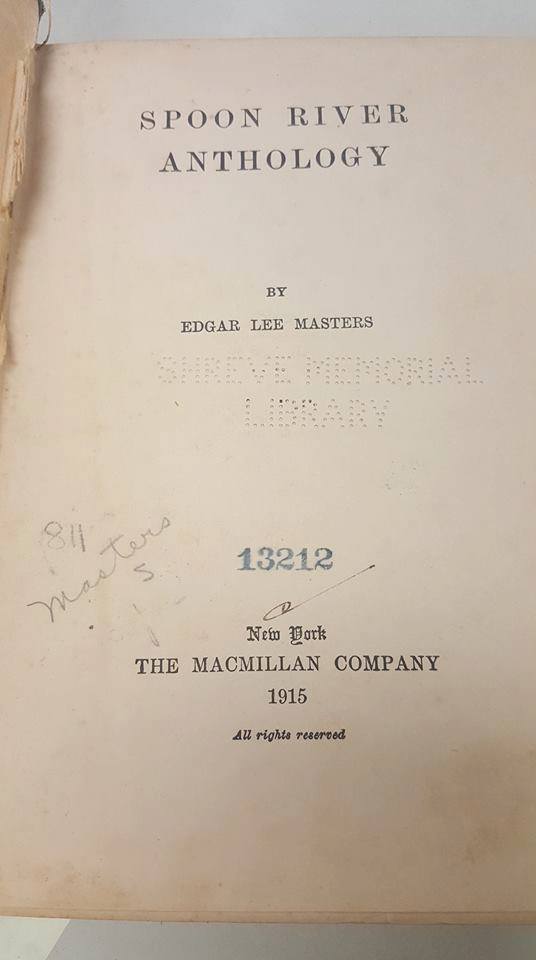 SPOON RIVER
ANTHOLOGY
BY
EDGAR LEE MASTERS
SHREVE MEMORIAL
LIBRARY
811
Masters
S
13212
New York
THE MACMILLAN COMPANY
1915
All rights reserved